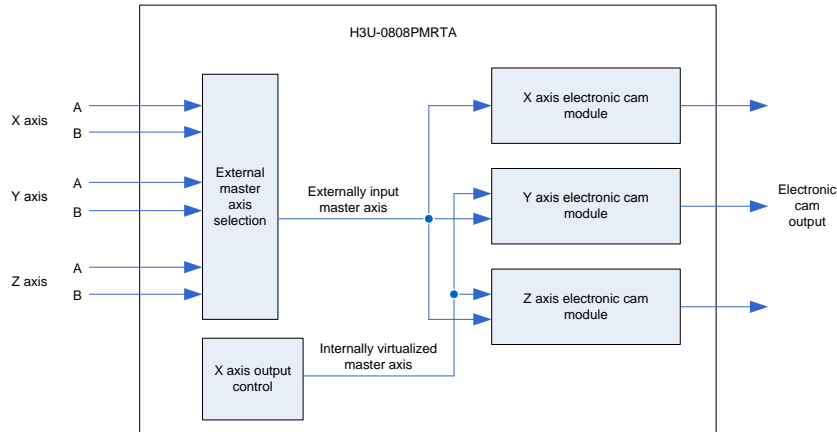 H3U-0808PMRTA
X axis
A
B
Y axis
A
B
Z axis
A
B
External
master
axis
selection
Externally input
master axis
X axis electronic cam
module
Y axis electronic cam
module
Z axis electronic cam
module
Electronic
cam
output
X axis output
control
Internally virtualized
master axis